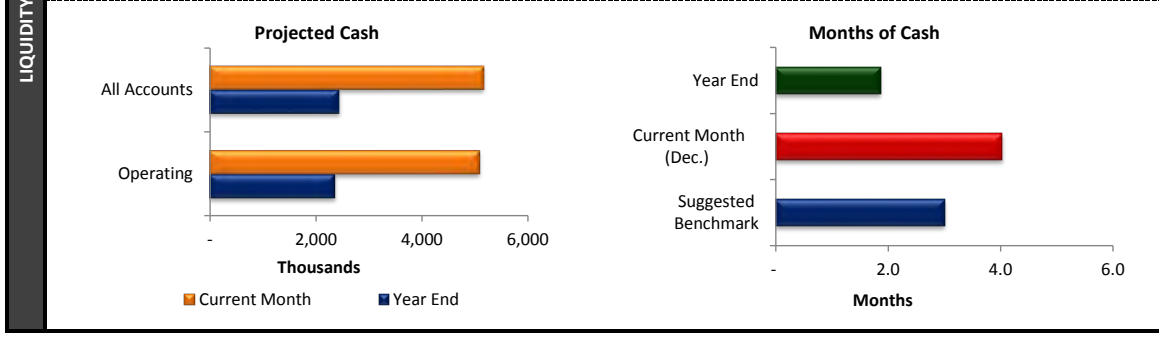 LIQUIDITY
Projected Cash
All Accounts
Operating
- 2,000 4,000 6,000
Thousands
Current Month Year End
Months of Cash
Year End
Current Month
(Dec.)
Suggested
Benchmark
- 2.0 4.0 6.0
Months